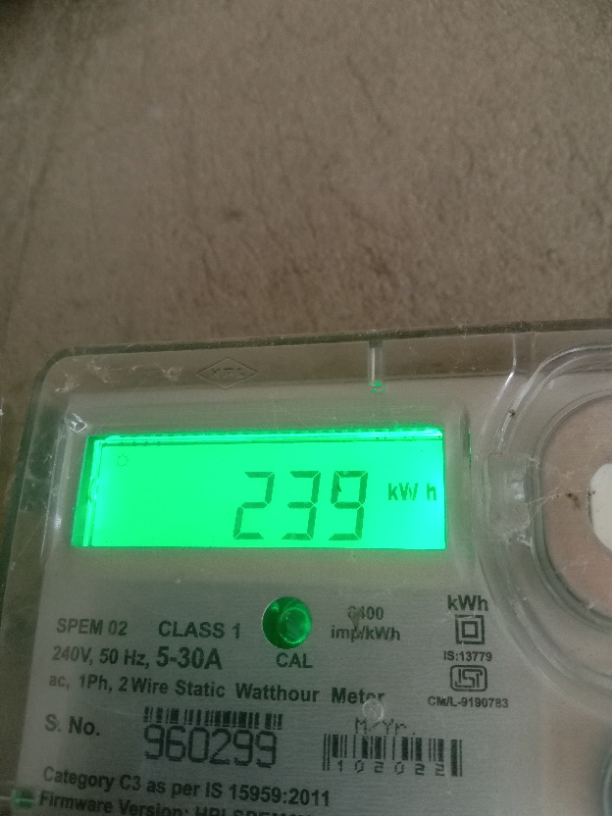 239 kWh
SPEM 02 CLASS 1
6400 imp/kWh
kWh
240V, 50 Hz, 5-30A
CAL
IS:13779
ac, 1Ph, 2 Wire Static Watthour Meter
CM/L-9190783
S. No. 960299
M/Yr.
102022
Category C3 as per IS 15959:2011
Firmware Version: